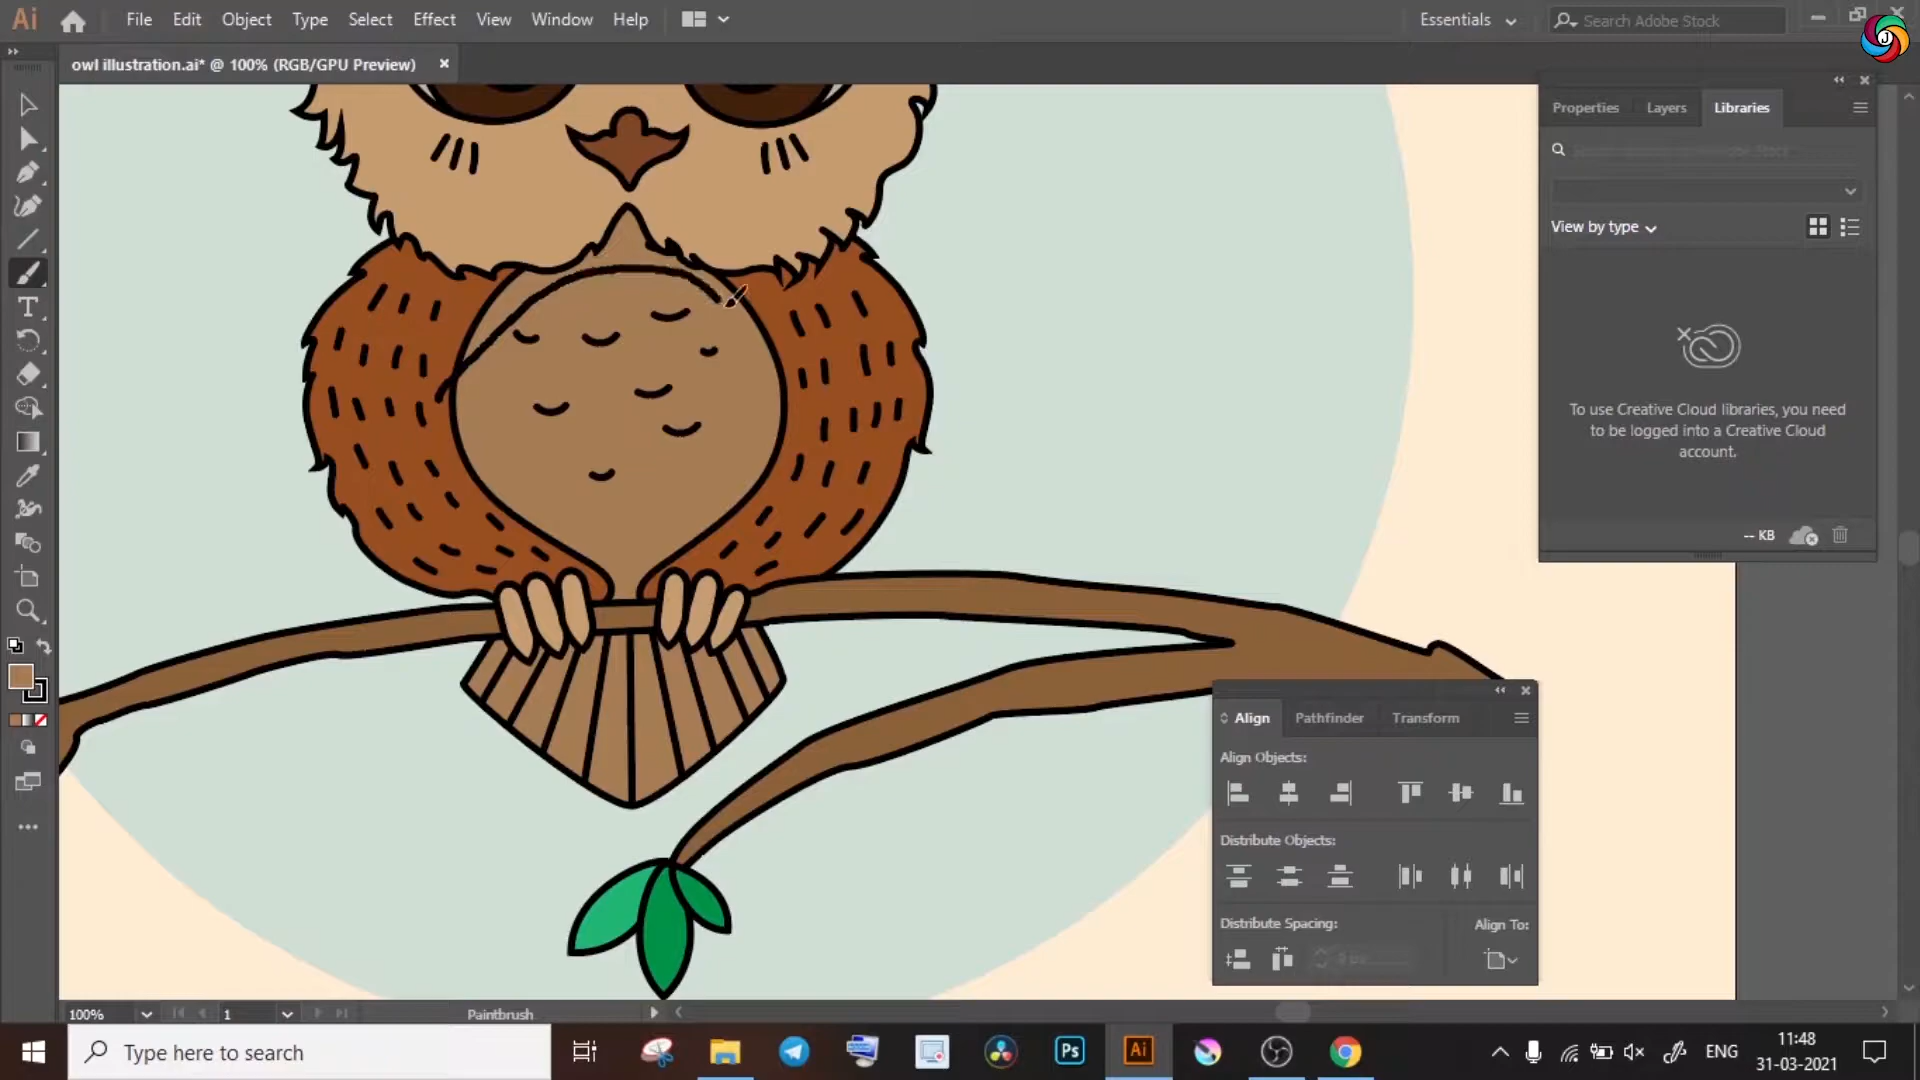 Ai
File Edit Object Type Select Effect View Window Help
Essentials
Search Adobe Stock
J
owl illustration.ai* @ 100% (RGB/GPU Preview)
Properties Layers Libraries
View by type
To use Creative Cloud libraries, you need
to be logged into a Creative Cloud
account.
-- KB
Align Pathfinder Transform
Align Objects:
Distribute Objects:
Distribute Spacing:
Align To:
100%
1
Paintbrush
Type here to search
Ps
Ai
ENG
11:48
31-03-2021